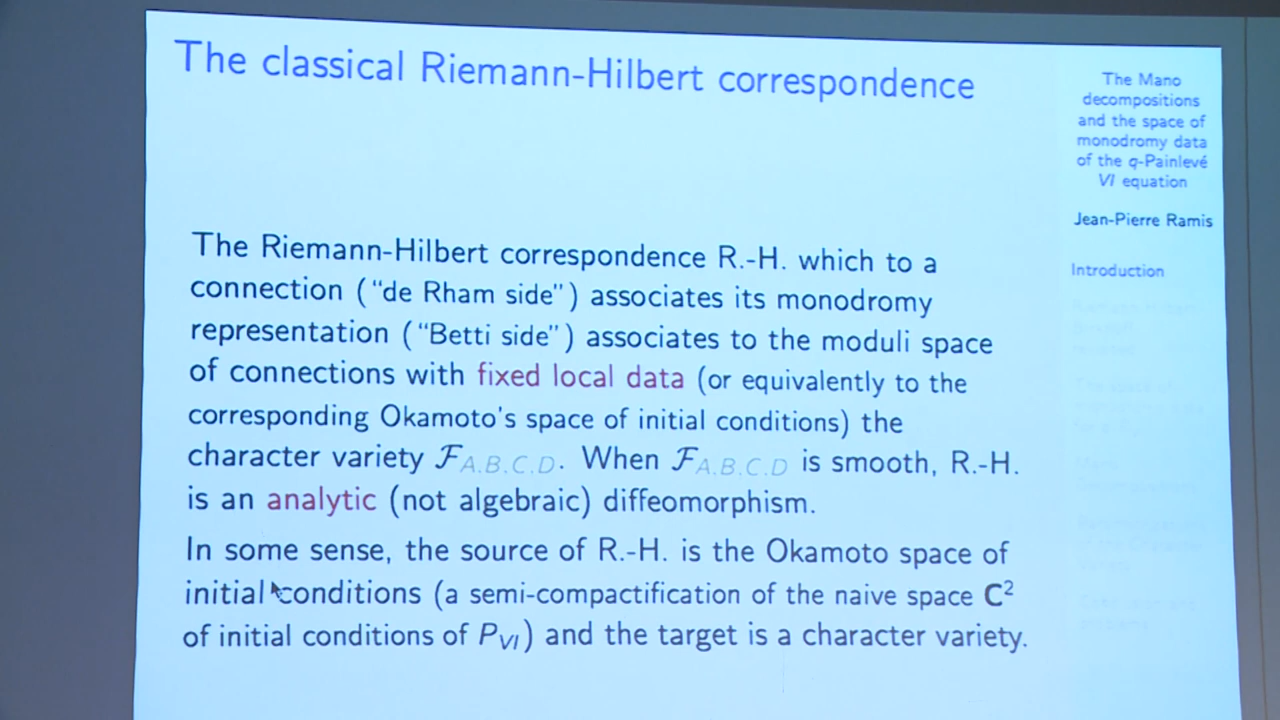 The classical Riemann-Hilbert correspondence
The Riemann-Hilbert correspondence R.-H. which to a
connection (“de Rham side”) associates its monodromy
representation (“Betti side”) associates to the moduli space
of connections with fixed local data (or equivalently to the
corresponding Okamoto's space of initial conditions) the
character variety ℱ_{A.B.C.D}. When ℱ_{A.B.C.D} is smooth, R.-H.
is an analytic (not algebraic) diffeomorphism.
In some sense, the source of R.-H. is the Okamoto space of
initial conditions (a semi-compactification of the naive space C²
of initial conditions of P_{VI}) and the target is a character variety.
The Mano
decompositions
and the space of
monodromy data
of the q-Painlevé
VI equation
Jean-Pierre Ramis
Introduction